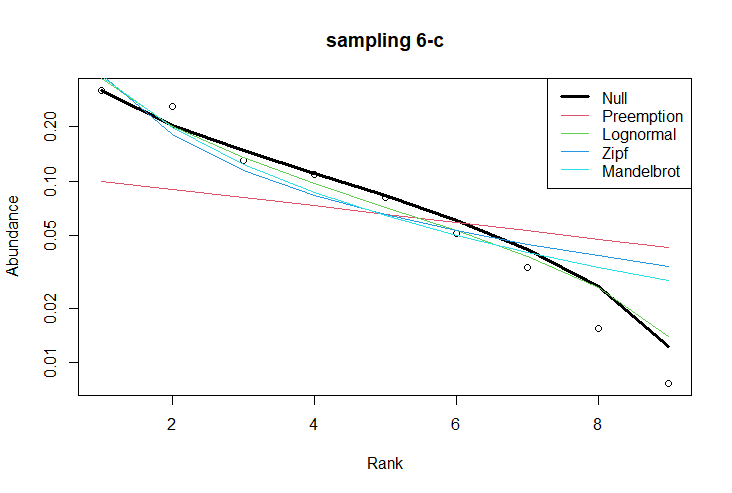 sampling 6-c
Null
Preemption
Lognormal
Zipf
Mandelbrot
Abundance
0.20
0.10
0.05
0.02
0.01
2
4
6
8
Rank